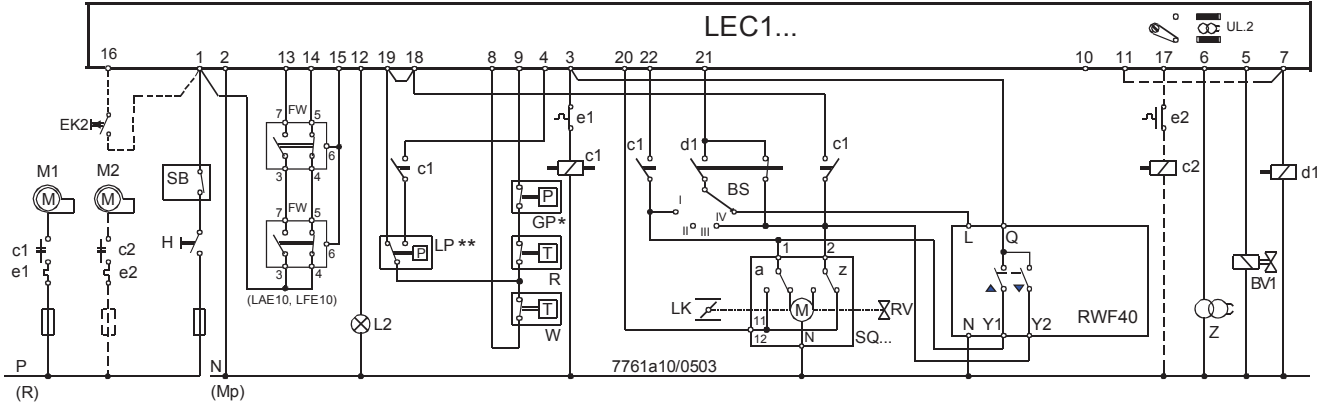 LEC1...
UL.2
16 1 2 13 14 15 12 19 18 8 9 4 3 20 22 21 10 11 17 6 5 7
7 FW 5
6
3 4
7 FW 5
6
3 4
(LAE10, LFE10)
EK2
M1
M
M2
M
c1
e1
c2
e2
SB
H
L2
c1
LP **
P
P
GP*
T
R
T
W
e1
c1
c1
d1
BS
c1
I
II
III
IV
1 2
a z
M
LK
RV
11
12
N
SQ...
L Q
N Y1 Y2
RWF40
e2
c2
Z
BV1
d1
P
(R)
N
(Mp)
7761a10/0503